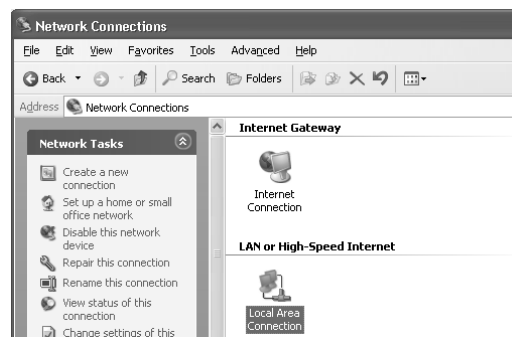 Network Connections
File Edit View Favorites Tools Advanced Help
Back Search Folders
Address Network Connections
Network Tasks
Create a new
connection
Set up a home or small
office network
Disable this network
device
Repair this connection
Rename this connection
View status of this
connection
Change settings of this
Internet Gateway
Internet
Connection
LAN or High-Speed Internet
Local Area
Connection